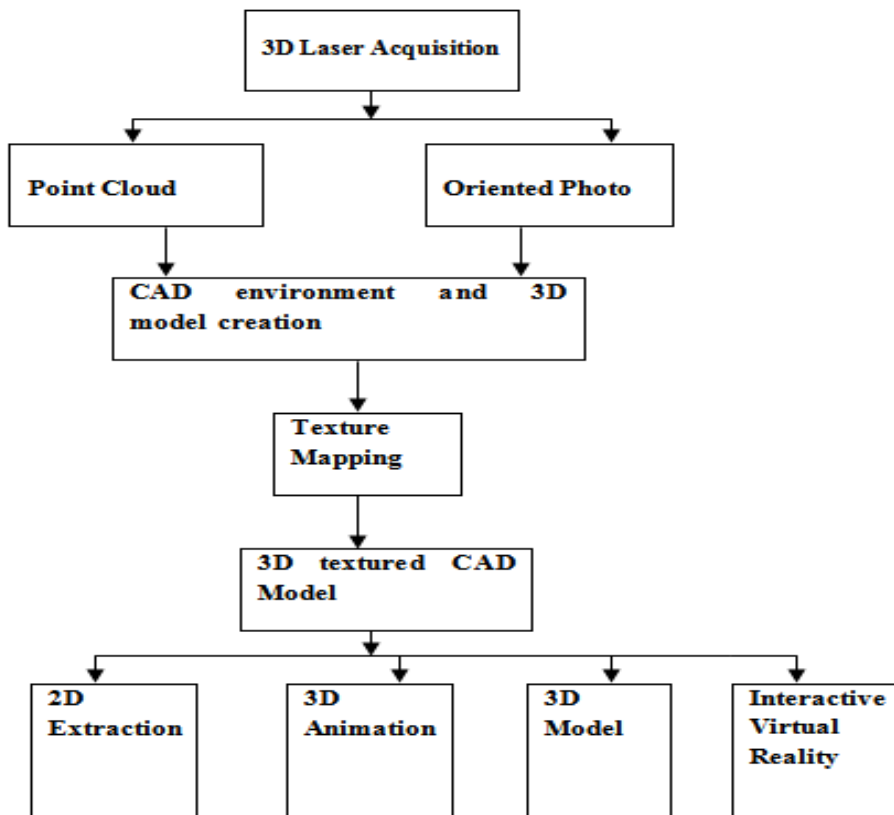 3D Laser Acquisition
Point Cloud
Oriented Photo
CAD environment and 3D
model creation
Texture
Mapping
3D textured CAD
Model
2D
Extraction
3D
Animation
3D
Model
Interactive
Virtual
Reality